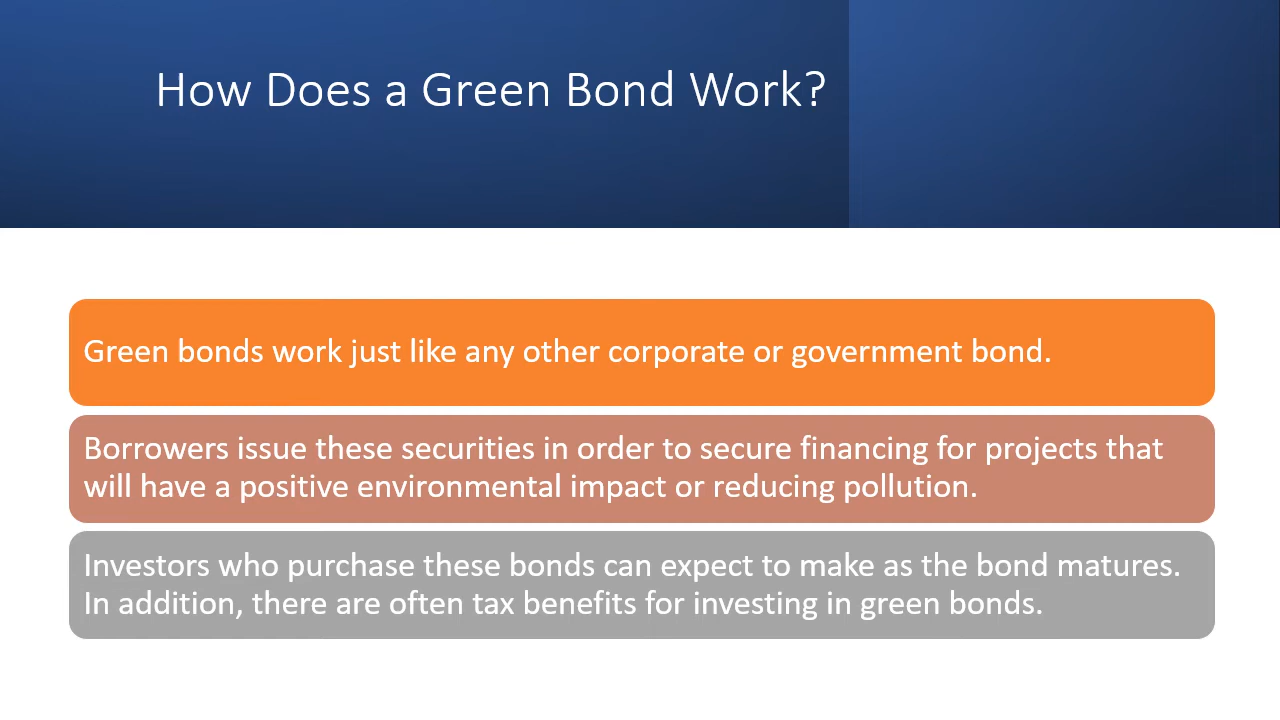 How Does a Green Bond Work?
Green bonds work just like any other corporate or government bond.
Borrowers issue these securities in order to secure financing for projects that
will have a positive environmental impact or reducing pollution.
Investors who purchase these bonds can expect to make as the bond matures.
In addition, there are often tax benefits for investing in green bonds.